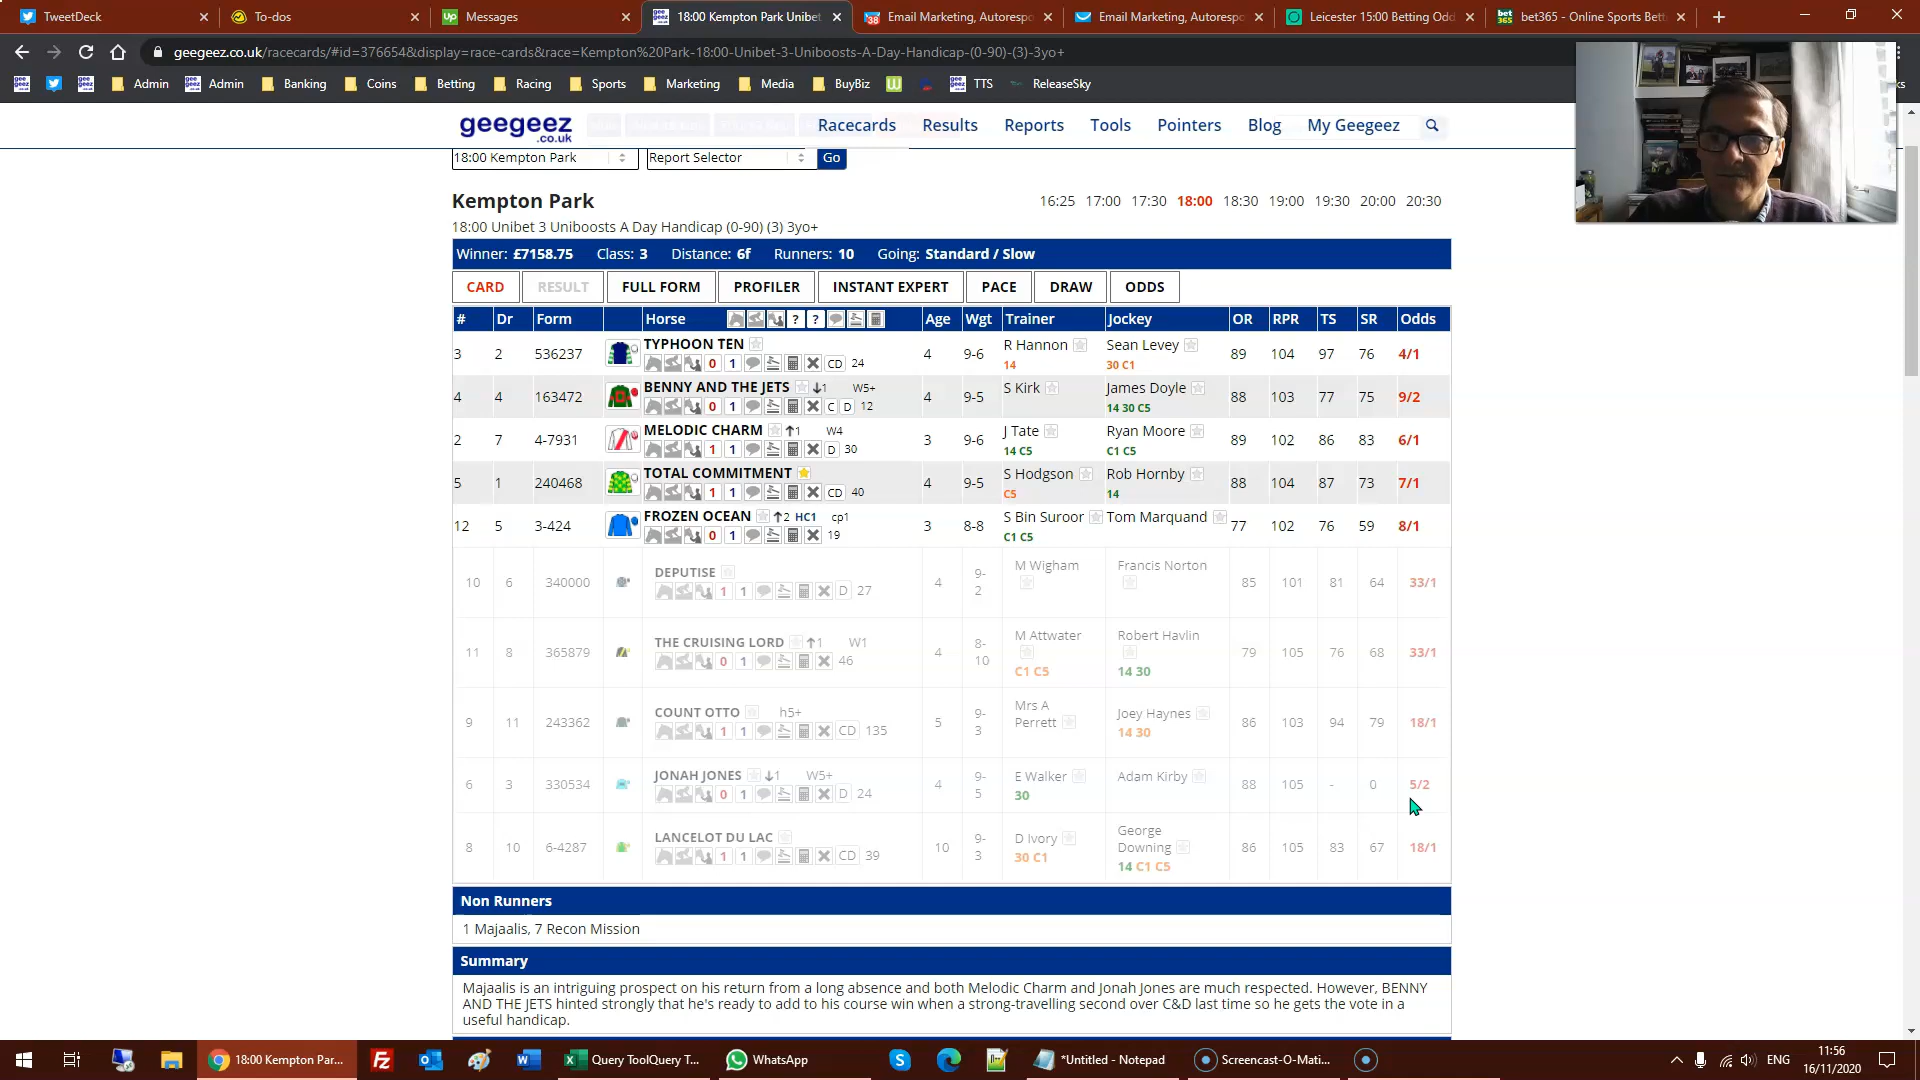 TweetDeck To-dos Messages 18:00 Kempton Park Unibet Email Marketing, Autorespo Email Marketing, Autorespo Leicester 15:00 Betting Odd bet365 - Online Sports Bett
geegeez.co.uk/racecards/#id=376654&display=race-cards&race=Kempton%20Park-18:00-Unibet-3-Uniboosts-A-Day-Handicap-(0-90)-(3)-3yo+
Admin Admin Banking Coins Betting Racing Sports Marketing Media BuyBiz TTS ReleaseSky
geegeez.co.uk Racecards Results Reports Tools Pointers Blog My Geegeez
18:00 Kempton Park Report Selector Go
Kempton Park 16:25 17:00 17:30 18:00 18:30 19:00 19:30 20:00 20:30
18:00 Unibet 3 Uniboosts A Day Handicap (0-90) (3) 3yo+
Winner: £7158.75 Class: 3 Distance: 6f Runners: 10 Going: Standard / Slow
CARD RESULT FULL FORM PROFILER INSTANT EXPERT PACE DRAW ODDS
# Dr Form Horse ? ? Age Wgt Trainer Jockey OR RPR TS SR Odds
3 2 536237 TYPHOON TEN 0 1 CD 24 4 9-6 R Hannon 14 Sean Levey 30 C1 89 104 97 76 4/1
4 4 163472 BENNY AND THE JETS 1 W5+ 0 1 C D 12 4 9-5 S Kirk James Doyle 14 30 C5 88 103 77 75 9/2
2 7 4-7931 MELODIC CHARM 1 W4 1 1 D 30 3 9-6 J Tate 14 C5 Ryan Moore C1 C5 89 102 86 83 6/1
5 1 240468 TOTAL COMMITMENT 1 1 CD 40 4 9-5 S Hodgson C5 Rob Hornby 14 88 104 87 73 7/1
12 5 3-424 FROZEN OCEAN 2 HC1 cp1 0 1 19 3 8-8 S Bin Suroor C1 C5 Tom Marquand 77 102 76 59 8/1
10 6 340000 DEPUTISE 1 1 D 27 4 9-2 M Wigham Francis Norton 85 101 81 64 33/1
11 8 365879 THE CRUISING LORD 1 W1 0 1 46 4 8-10 M Attwater C1 C5 Robert Havlin 14 30 79 105 76 68 33/1
9 11 243362 COUNT OTTO h5+ 1 1 CD 135 5 9-3 Mrs A Perrett Joey Haynes 14 30 86 103 94 79 18/1
6 3 330534 JONAH JONES 1 W5+ 0 1 D 24 4 9-5 E Walker 30 Adam Kirby 88 105 - 0 5/2
8 10 6-4287 LANCELOT DU LAC 1 1 CD 39 10 9-3 D Ivory 30 C1 George Downing 14 C1 C5 86 105 83 67 18/1
Non Runners
1 Majaalis, 7 Recon Mission
Summary
Majaalis is an intriguing prospect on his return from a long absence and both Melodic Charm and Jonah Jones are much respected. However, BENNY
AND THE JETS hinted strongly that he's ready to add to his course win when a strong-travelling second over C&D last time so he gets the vote in a
useful handicap.
18:00 Kempton Par... Query ToolQuery T... WhatsApp *Untitled - Notepad Screencast-O-Mati... ENG 11:56
16/11/2020